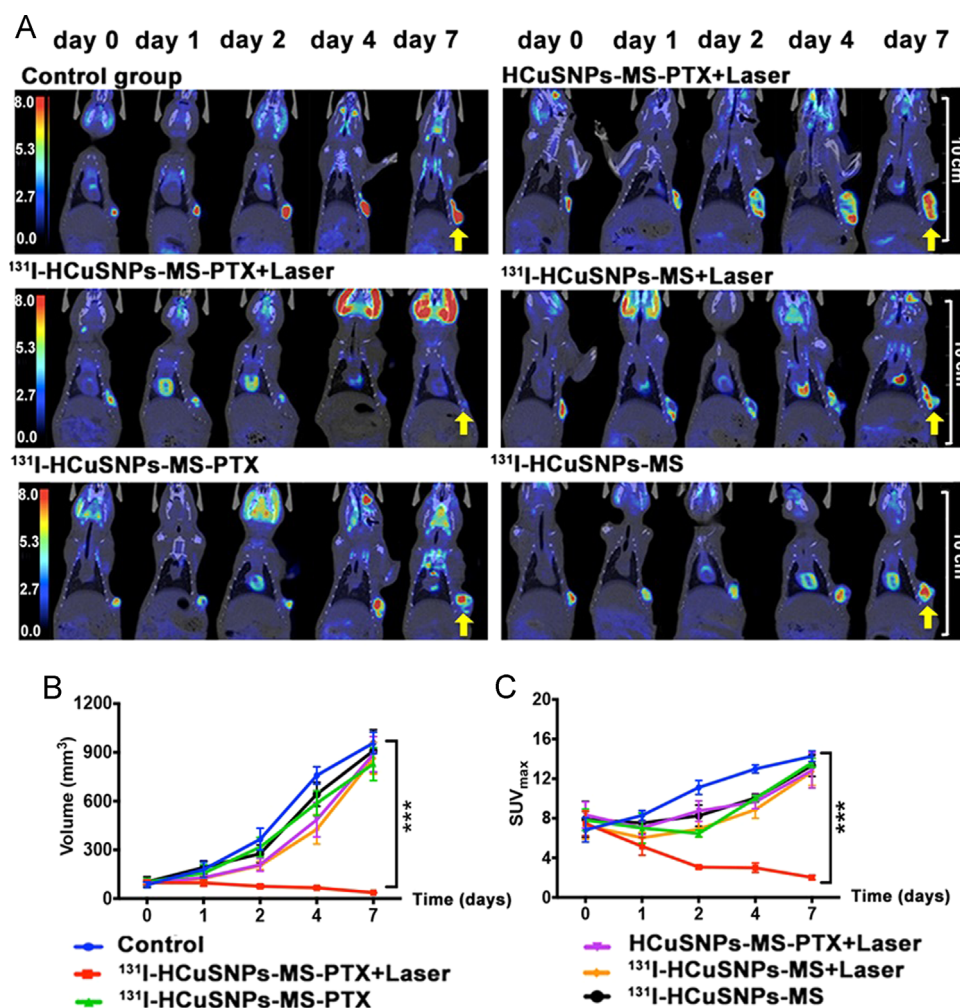 A
day 0 day 1 day 2 day 4 day 7 day 0 day 1 day 2 day 4 day 7
Control group
HCuSNPs-MS-PTX+Laser
8.0
5.3
2.7
0.0
10 cm
¹³¹I-HCuSNPs-MS-PTX+Laser
¹³¹I-HCuSNPs-MS+Laser
8.0
5.3
2.7
0.0
10 cm
¹³¹I-HCuSNPs-MS-PTX
¹³¹I-HCuSNPs-MS
8.0
5.3
2.7
0.0
10 cm
B
Volume (mm³)
1200
900
600
300
0
0 1 2 4 7
Time (days)
***
C
SUVmax
20
16
12
8
4
0
0 1 2 4 7
Time (days)
***
Control
¹³¹I-HCuSNPs-MS-PTX+Laser
¹³¹I-HCuSNPs-MS-PTX
HCuSNPs-MS-PTX+Laser
¹³¹I-HCuSNPs-MS+Laser
¹³¹I-HCuSNPs-MS